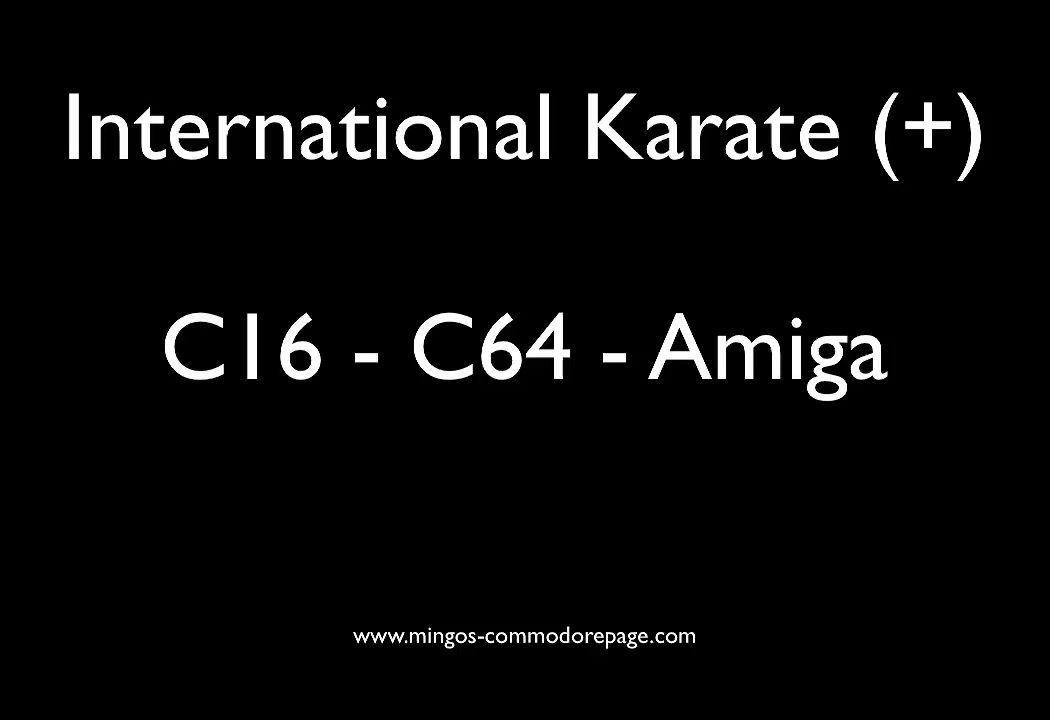 International Karate (+)
C16 - C64 - Amiga
www.mingos-commodorepage.com